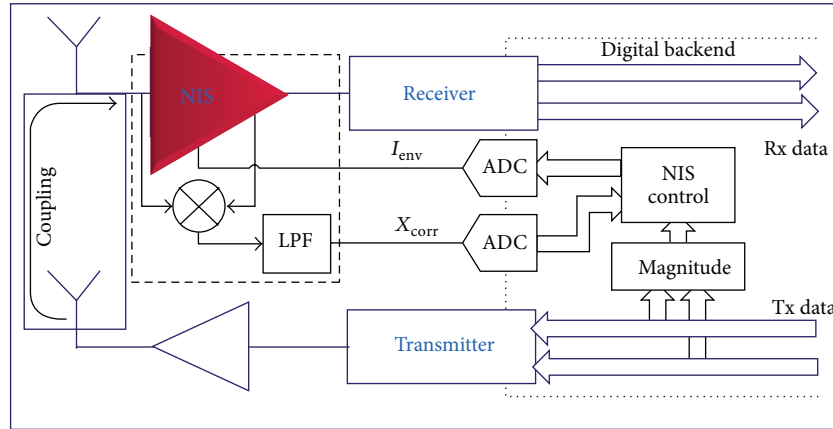 Digital backend
NIS
Receiver
Rx data
I_env
ADC
NIS
control
Coupling
X_corr
ADC
LPF
Magnitude
Tx data
Transmitter